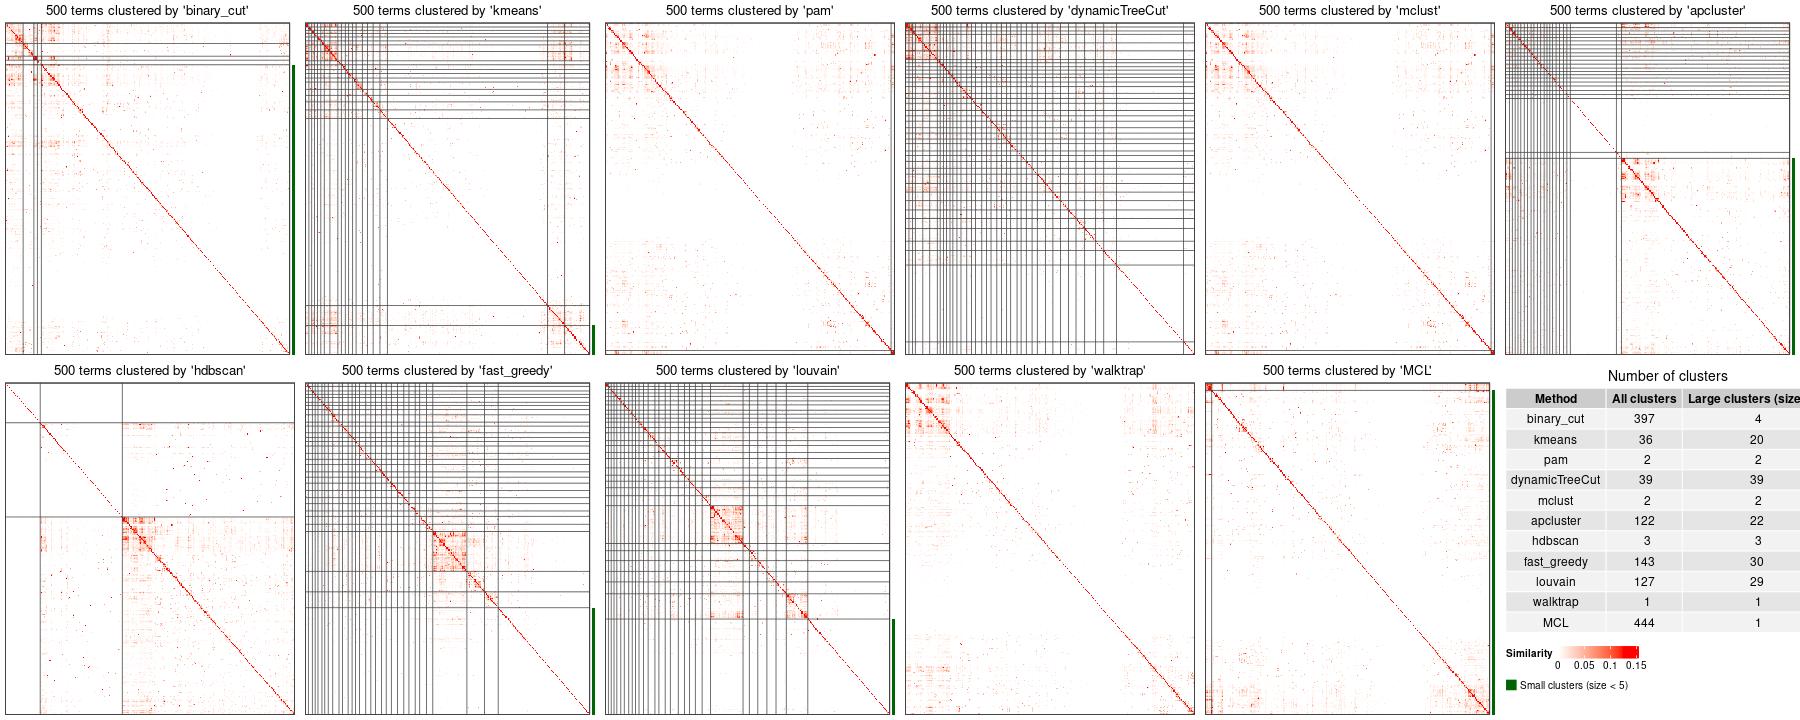 500 terms clustered by 'binary_cut'
500 terms clustered by 'kmeans'
500 terms clustered by 'pam'
500 terms clustered by 'dynamicTreeCut'
500 terms clustered by 'mclust'
500 terms clustered by 'apcluster'
500 terms clustered by 'hdbscan'
500 terms clustered by 'fast_greedy'
500 terms clustered by 'louvain'
500 terms clustered by 'walktrap'
500 terms clustered by 'MCL'
Number of clusters
Method All clusters Large clusters (size
binary_cut 397 4
kmeans 36 20
pam 2 2
dynamicTreeCut 39 39
mclust 2 2
apcluster 122 22
hdbscan 3 3
fast_greedy 143 30
louvain 127 29
walktrap 1 1
MCL 444 1
Similarity
0 0.05 0.1 0.15
Small clusters (size < 5)